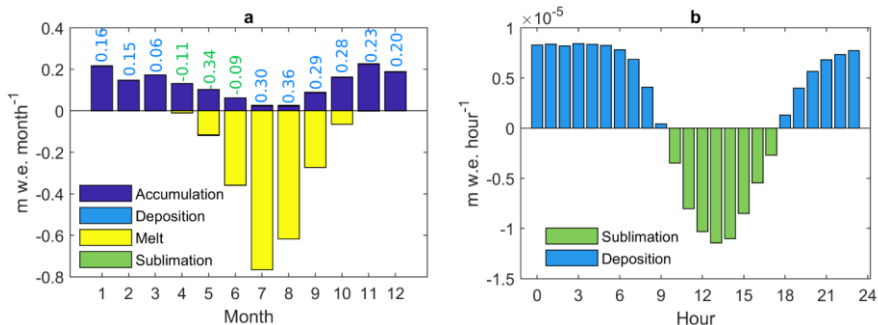 a
0.4
0.2
0
-0.2
-0.4
-0.6
-0.8
m w.e. month⁻¹
0.16
0.15
0.06
-0.11
-0.34
-0.09
0.30
0.36
0.29
0.28
0.23
0.20
Accumulation
Deposition
Melt
Sublimation
1 2 3 4 5 6 7 8 9 10 11 12
Month
b
1 ×10⁻⁵
0.5
0
-0.5
-1
-1.5
m w.e. hour⁻¹
Sublimation
Deposition
0 3 6 9 12 15 18 21 24
Hour